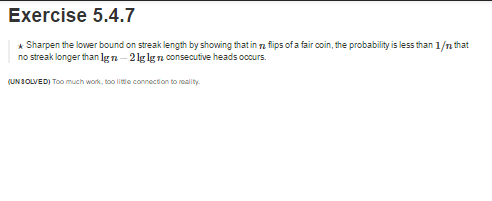 Exercise 5.4.7
★ Sharpen the lower bound on streak length by showing that in n flips of a fair coin, the probability is less than 1/n that
no streak longer than lg n − 2 lg lg n consecutive heads occurs.
(UNSOLVED) Too much work, too little connection to reality.